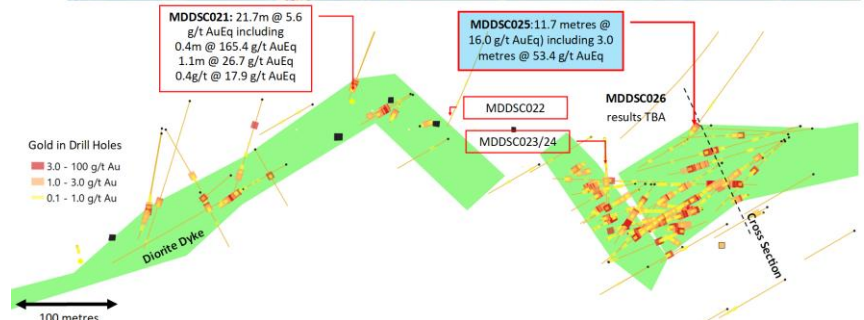 MDDSC021: 21.7m @ 5.6
g/t AuEq including
0.4m @ 165.4 g/t AuEq
1.1m @ 26.7 g/t AuEq
0.4g/t @ 17.9 g/tAuEq
MDDSC025:11.7 metres @
16.0 g/t AuEq) including 3.0
metres @ 53.4 g/t AuEq
MDDSC022
MDDSC026
results TBA
MDDSC023/24
Gold in Drill Holes
3.0 - 100 g/t Au
1.0 - 3.0 g/t Au
0.1 - 1.0 g/t Au
Diorite Dyke
Cross Section
100 metres